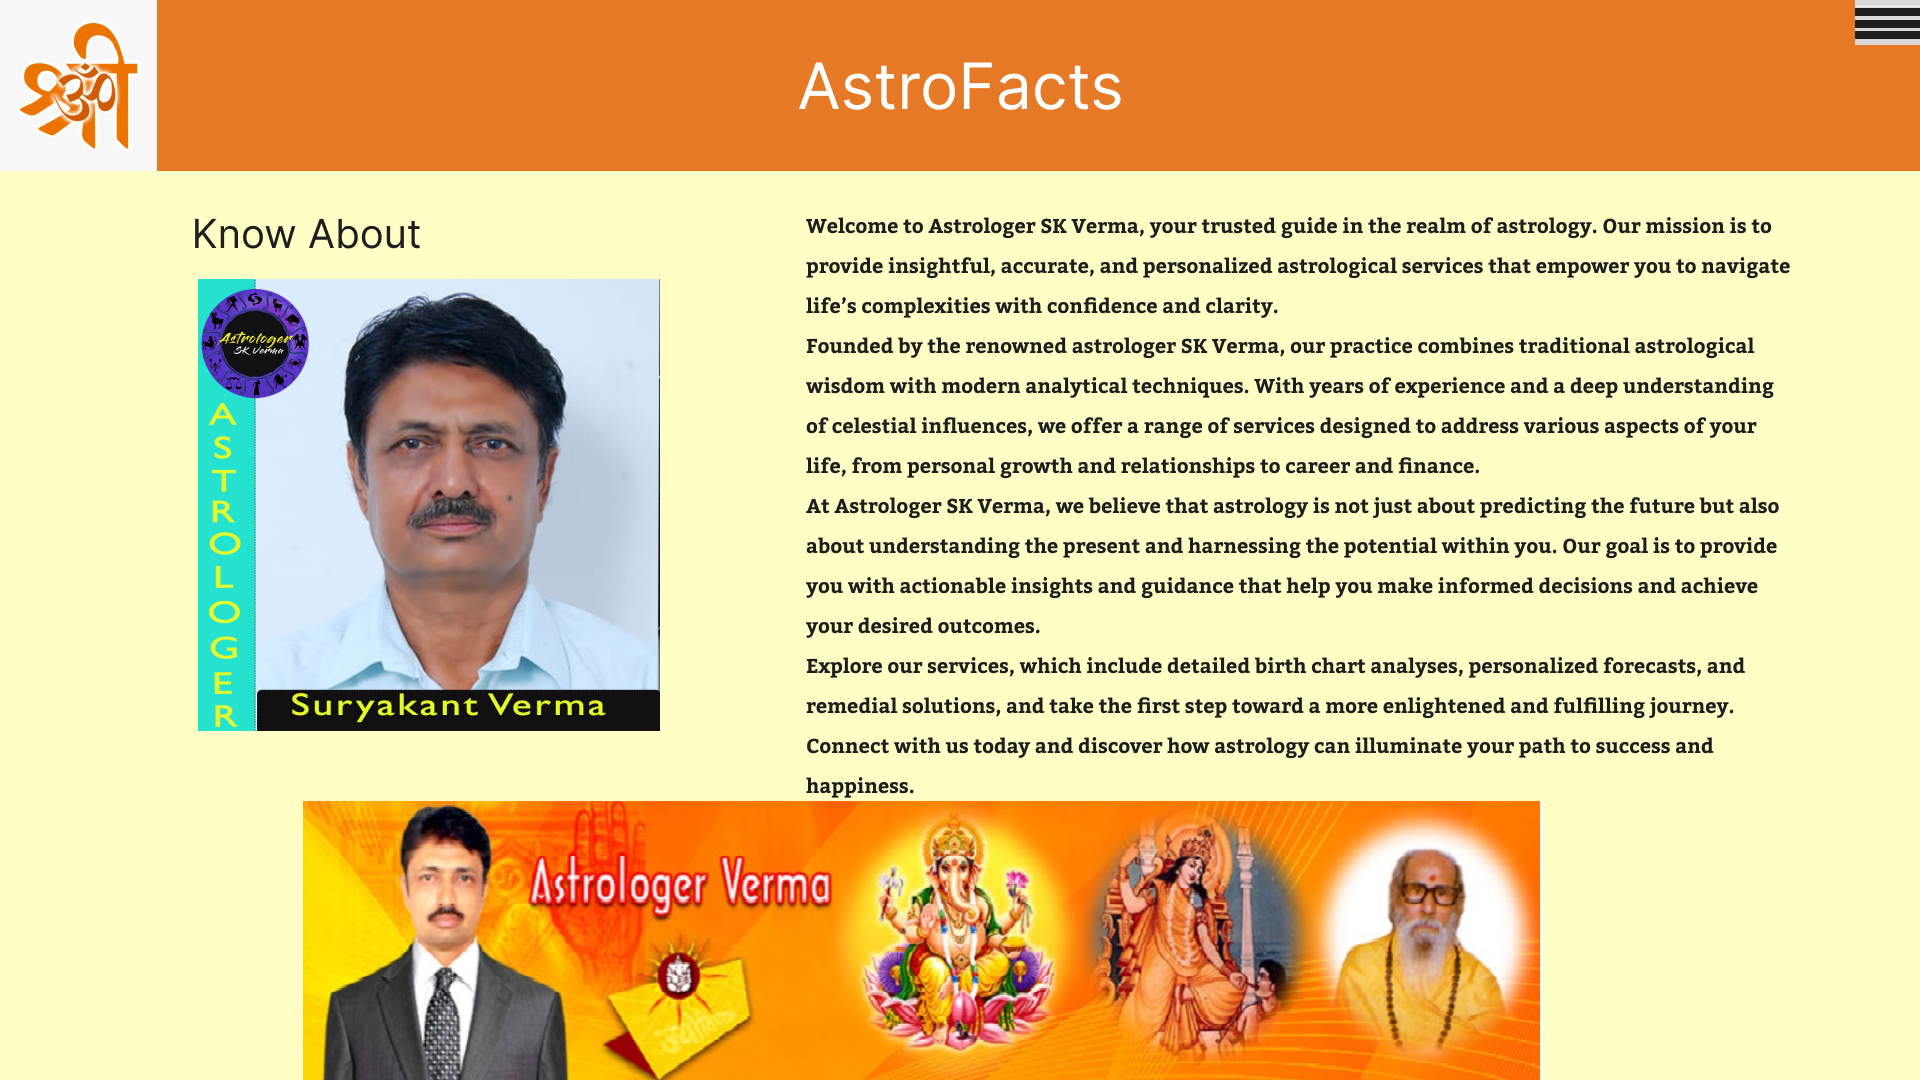 श्री
ॐ
AstroFacts
Know About
Astrologer
SK Verma
ASTROLOGER
Suryakant Verma
Welcome to Astrologer SK Verma, your trusted guide in the realm of astrology. Our mission is to
provide insightful, accurate, and personalized astrological services that empower you to navigate
life’s complexities with confidence and clarity.
Founded by the renowned astrologer SK Verma, our practice combines traditional astrological
wisdom with modern analytical techniques. With years of experience and a deep understanding
of celestial influences, we offer a range of services designed to address various aspects of your
life, from personal growth and relationships to career and finance.
At Astrologer SK Verma, we believe that astrology is not just about predicting the future but also
about understanding the present and harnessing the potential within you. Our goal is to provide
you with actionable insights and guidance that help you make informed decisions and achieve
your desired outcomes.
Explore our services, which include detailed birth chart analyses, personalized forecasts, and
remedial solutions, and take the first step toward a more enlightened and fulfilling journey.
Connect with us today and discover how astrology can illuminate your path to success and
happiness.
Astrologer Verma